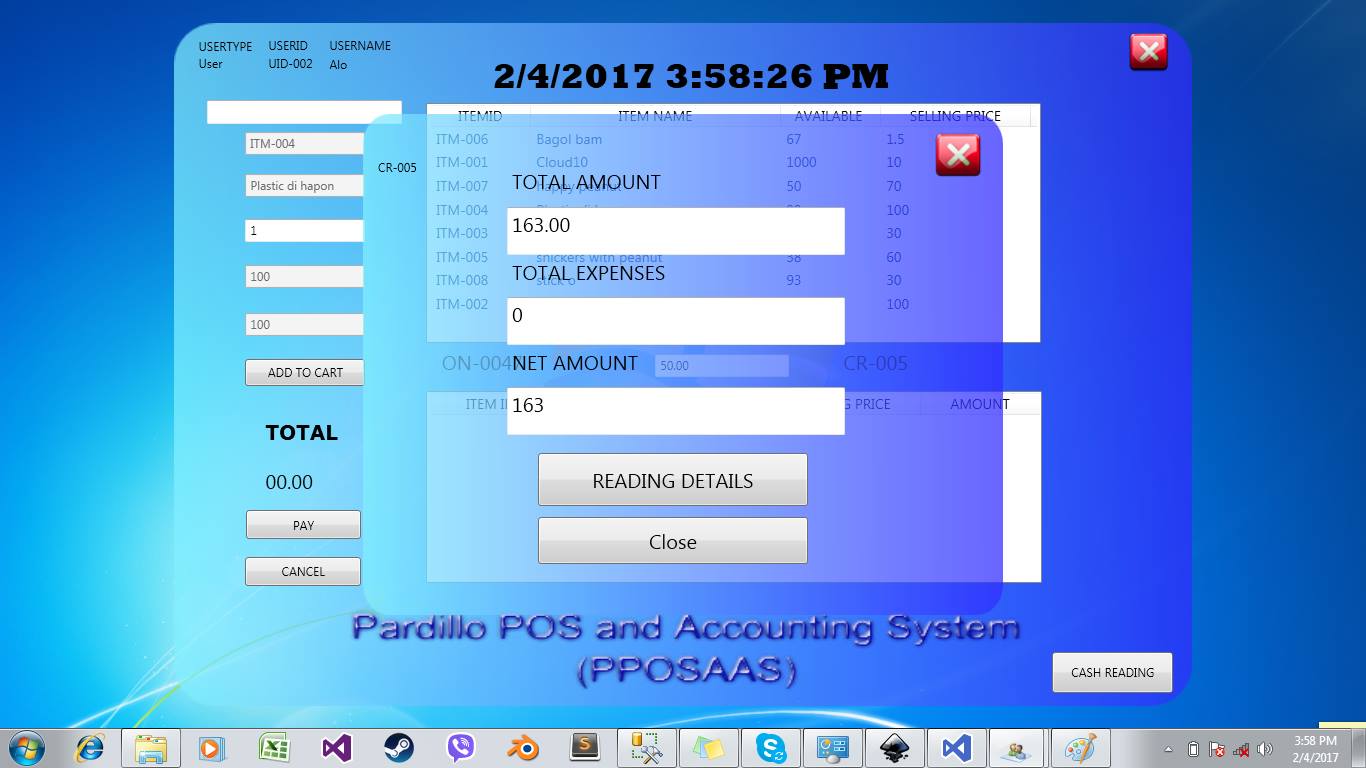 USERTYPE USERID USERNAME
User UID-002 Alo
2/4/2017 3:58:26 PM
ITEMID ITEM NAME AVAILABLE SELLING PRICE
ITM-006 Bagol bam 67 1.5
ITM-001 Cloud10 1000 10
ITM-007 happy peanut 50 70
ITM-004 100
ITM-003 30
ITM-005 snickers with peanut 38 60
ITM-008 stick o 93 30
ITM-002 100
ITM-004
Plastic di hapon
1
100
100
ADD TO CART
TOTAL
00.00
PAY
CANCEL
CR-005
TOTAL AMOUNT
163.00
TOTAL EXPENSES
0
ON-004 NET AMOUNT 50.00 CR-005
163
ITEM PRICE AMOUNT
READING DETAILS
Close
Pardillo POS and Accounting System
(PPOSAAS)
CASH READING
3:58 PM
2/4/2017